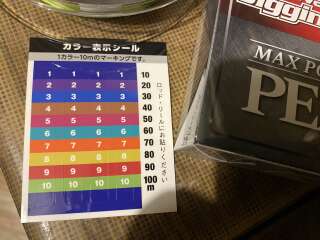 カラー表示シール
1カラー10mのマーキングです。
1 1 1 1 10
2 2 2 2 20
3 3 3 3 30
4 4 4 4 40
5 5 5 5 50
6 6 6 6 60
7 7 7 7 70
8 8 8 8 80
9 9 9 9 90
10 10 10 10 100
m
ロッド・リールにお貼りください。
Jiggin
MAX PO
PE